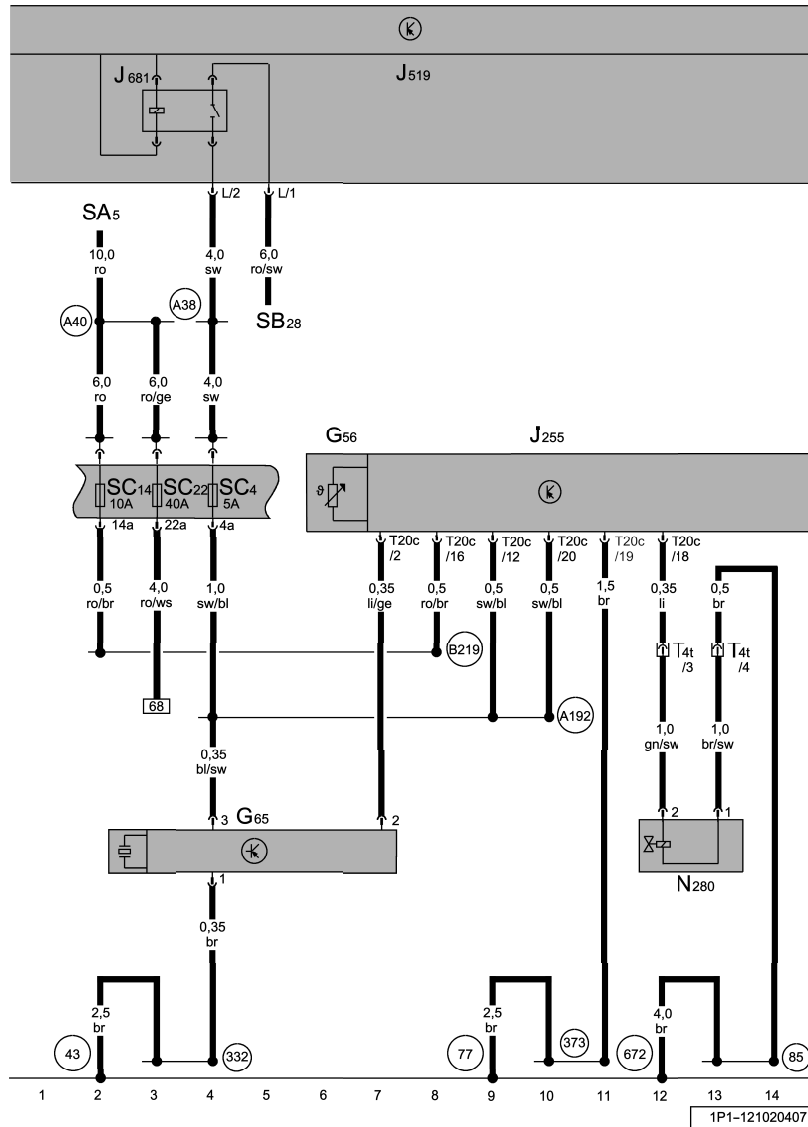 J681
J519
L/2
L/1
SA5
10,0
ro
4,0
sw
6,0
ro/sw
A40
A38
SB28
6,0
ro
6,0
ro/ge
4,0
sw
G56
J255
SC14
10A
SC22
40A
SC4
5A
ϑ
14a
22a
4a
T20c
/2
T20c
/16
T20c
/12
T20c
/20
T20c
/19
T20c
/18
0,5
ro/br
4,0
ro/ws
1,0
sw/bl
0,35
li/ge
0,5
ro/br
0,5
sw/bl
0,5
sw/bl
1,5
br
0,35
li
0,5
br
B219
T4t
/3
T4t
/4
68
A192
0,35
bl/sw
1,0
gn/sw
1,0
br/sw
3
G65
2
2
1
N280
1
0,35
br
2,5
br
2,5
br
4,0
br
43
332
77
373
672
85
1 2 3 4 5 6 7 8 9 10 11 12 13 14
1P1-121020407